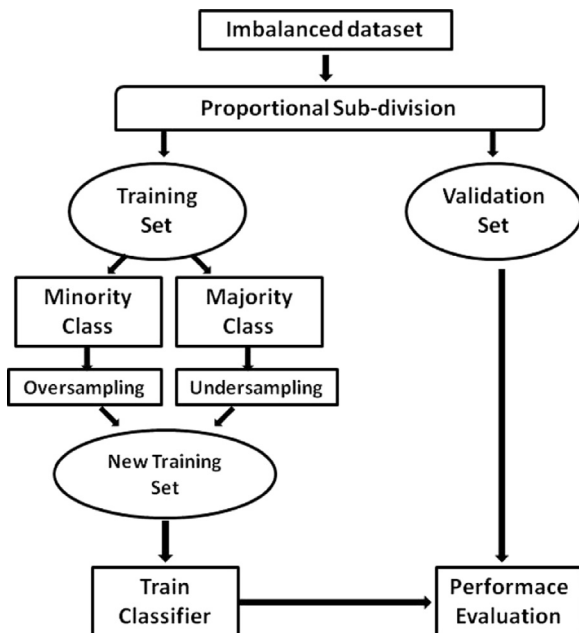 Imbalanced dataset
Proportional Sub-division
Training
Set
Validation
Set
Minority
Class
Majority
Class
Oversampling
Undersampling
New Training
Set
Train
Classifier
Performace
Evaluation